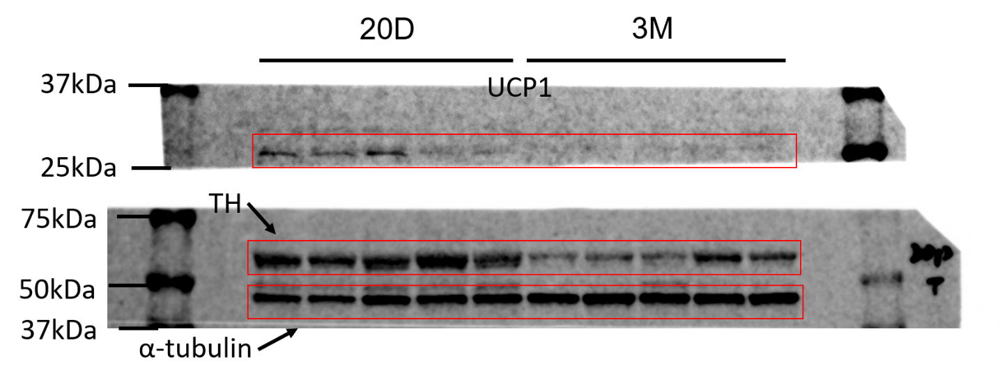 20D 3M
37kDa
UCP1
25kDa
TH
75kDa
50kDa
T
37kDa
α-tubulin